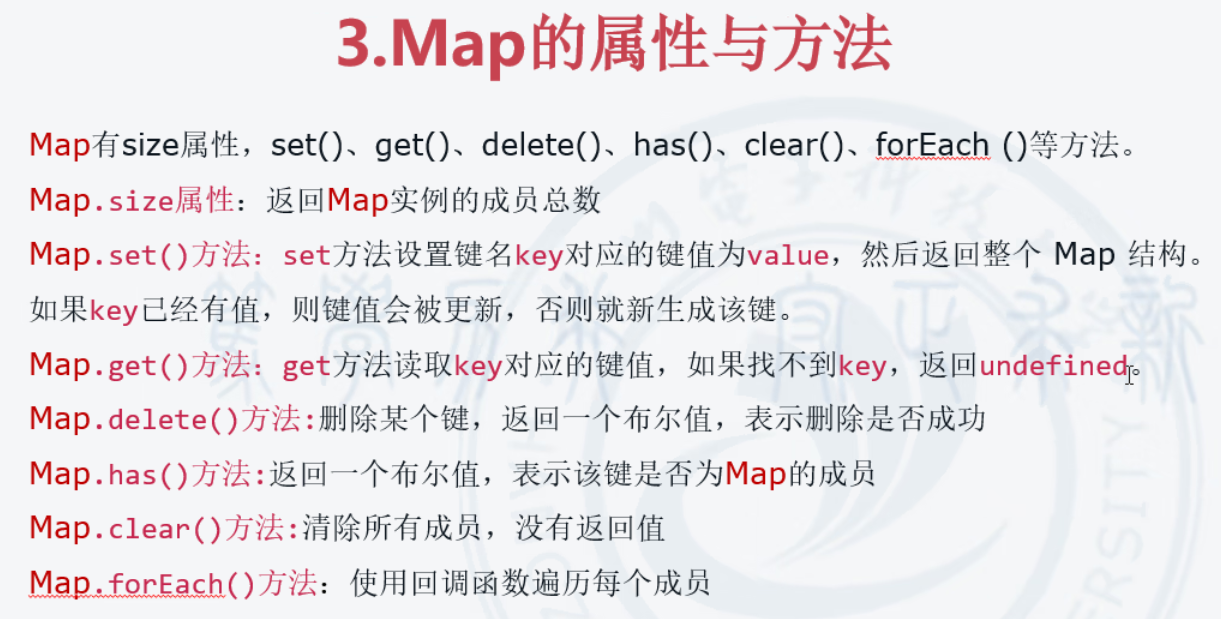 3.Map的属性与方法
Map有size属性，set()、get()、delete()、has()、clear()、forEach ()等方法。
Map.size属性：返回Map实例的成员总数
Map.set()方法：set方法设置键名key对应的键值为value，然后返回整个 Map 结构。
如果key已经有值，则键值会被更新，否则就新生成该键。
Map.get()方法：get方法读取key对应的键值，如果找不到key，返回undefined。
Map.delete()方法:删除某个键，返回一个布尔值，表示删除是否成功
Map.has()方法:返回一个布尔值，表示该键是否为Map的成员
Map.clear()方法:清除所有成员，没有返回值
Map.forEach()方法：使用回调函数遍历每个成员